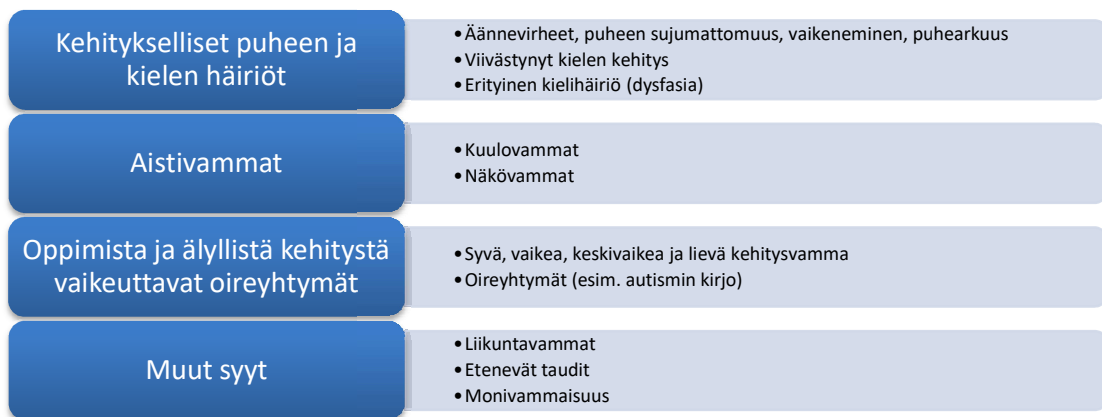 Kehitykselliset puheen ja
kielen häiriöt
•Äännevirheet, puheen sujumattomuus, vaikeneminen, puhearkuus
•Viivästynyt kielen kehitys
•Erityinen kielihäiriö (dysfasia)
Aistivammat
•Kuulovammat
•Näkövammat
Oppimista ja älyllistä kehitystä
vaikeuttavat oireyhtymät
•Syvä, vaikea, keskivaikea ja lievä kehitysvamma
•Oireyhtymät (esim. autismin kirjo)
Muut syyt
•Liikuntavammat
•Etenevät taudit
•Monivammaisuus